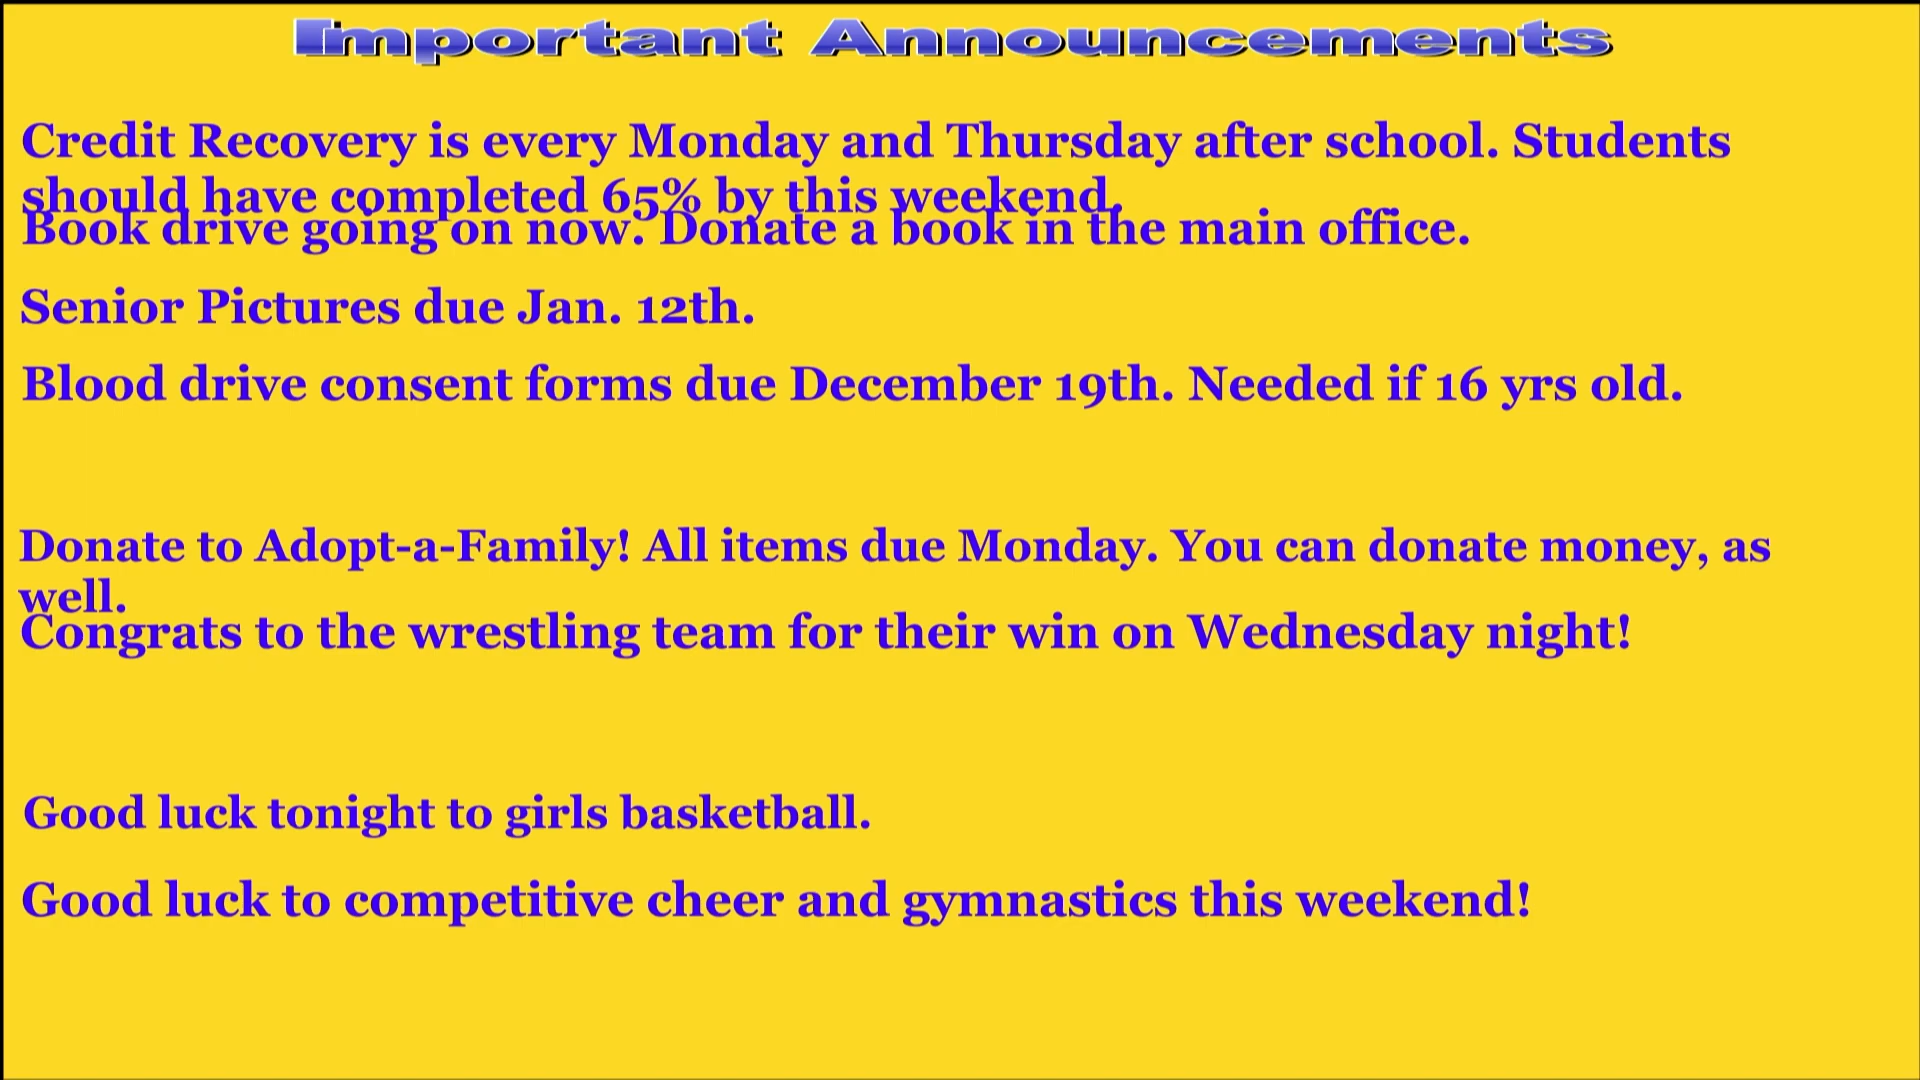 Important Announcements
Credit Recovery is every Monday and Thursday after school. Students
should have completed 65% by this weekend.
Book drive going on now. Donate a book in the main office.
Senior Pictures due Jan. 12th.
Blood drive consent forms due December 19th. Needed if 16 yrs old.
Donate to Adopt-a-Family! All items due Monday. You can donate money, as
well.
Congrats to the wrestling team for their win on Wednesday night!
Good luck tonight to girls basketball.
Good luck to competitive cheer and gymnastics this weekend!